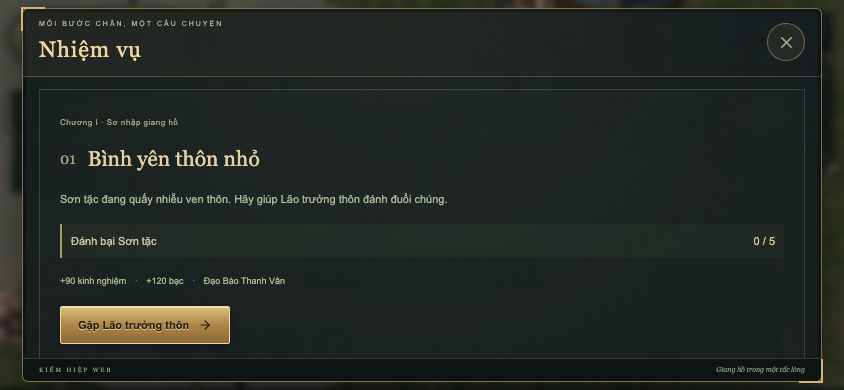 MỖI BƯỚC CHÂN, MỘT CÂU CHUYỆN
Nhiệm vụ
Chương I · Sơ nhập giang hồ
01 Bình yên thôn nhỏ
Sơn tặc đang quấy nhiễu ven thôn. Hãy giúp Lão trưởng thôn đánh đuổi chúng.
Đánh bại Sơn tặc 0 / 5
+90 kinh nghiệm · +120 bạc · Đạo Bào Thanh Vân
Gặp Lão trưởng thôn →
KIẾM HIỆP WEB Giang hồ trong một tấc lòng